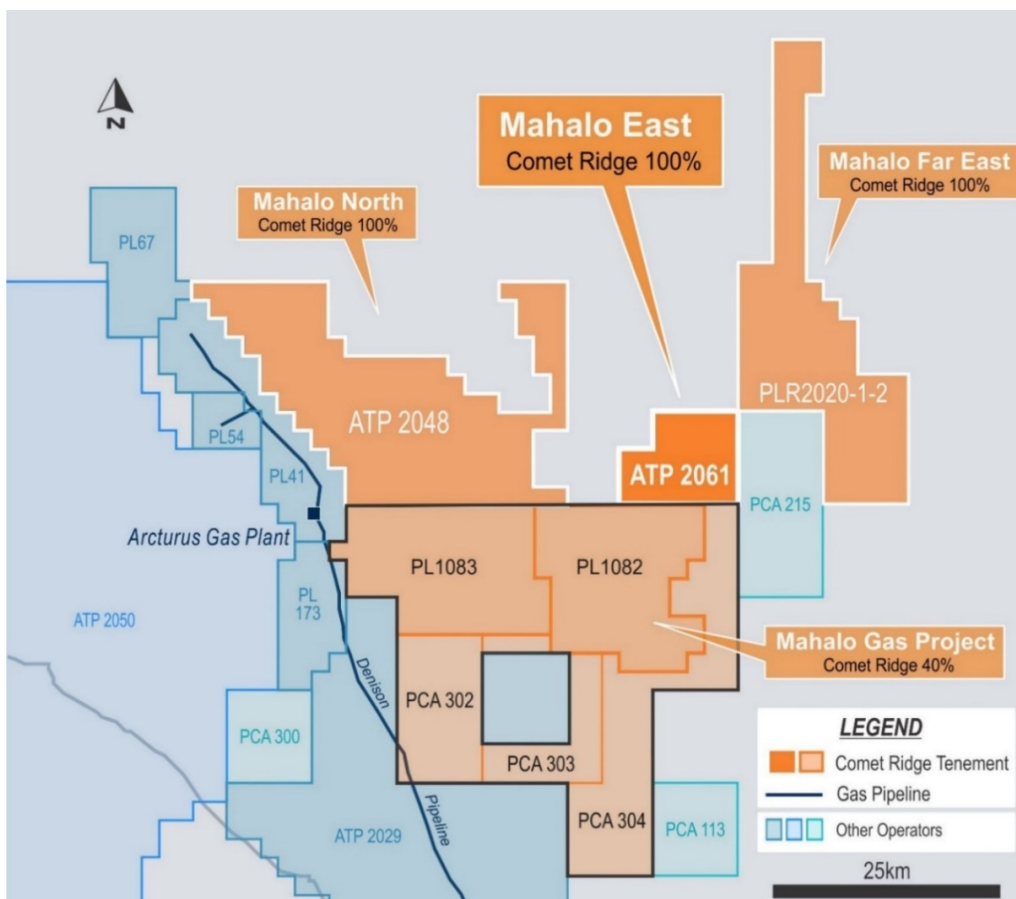 N
Mahalo East
Comet Ridge 100%
Mahalo Far East
Comet Ridge 100%
Mahalo North
Comet Ridge 100%
PL67
ATP 2048
PLR2020-1-2
PL54
PL41
ATP 2061
PCA 215
Arcturus Gas Plant
PL1083
PL1082
PL
173
ATP 2050
Mahalo Gas Project
Comet Ridge 40%
Denison
Pipeline
PCA 302
PCA 300
PCA 303
PCA 304
ATP 2029
PCA 113
LEGEND
Comet Ridge Tenement
Gas Pipeline
Other Operators
25km